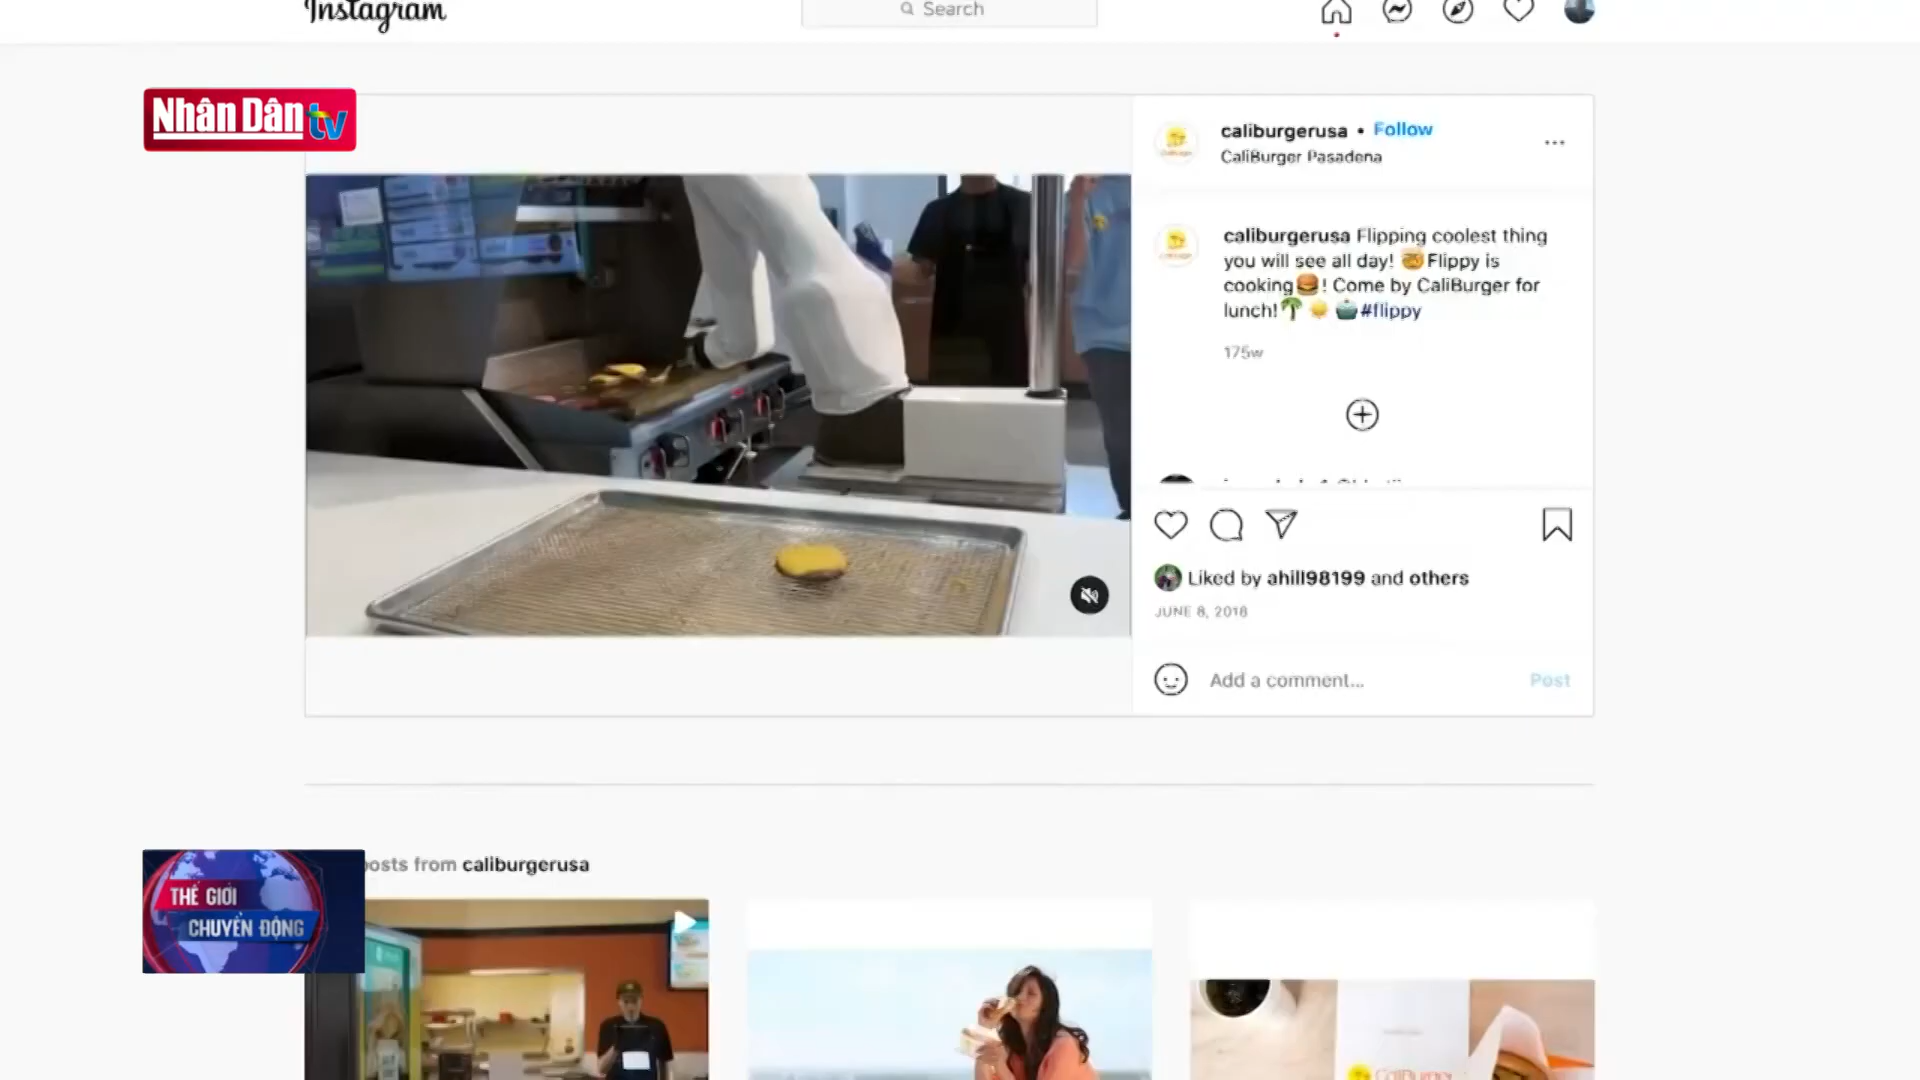 Instagram
Search
Nhân Dân tv
caliburgerusa • Follow
CaliBurger Pasadena
caliburgerusa Flipping coolest thing
you will see all day! 🤯Flippy is
cooking🍔! Come by CaliBurger for
lunch!🌴 ☀️ 🤖#flippy
175w
Liked by ahill98199 and others
JUNE 8, 2018
Add a comment...
Post
posts from caliburgerusa
THẾ GIỚI
CHUYỂN ĐỘNG
CaliBurger